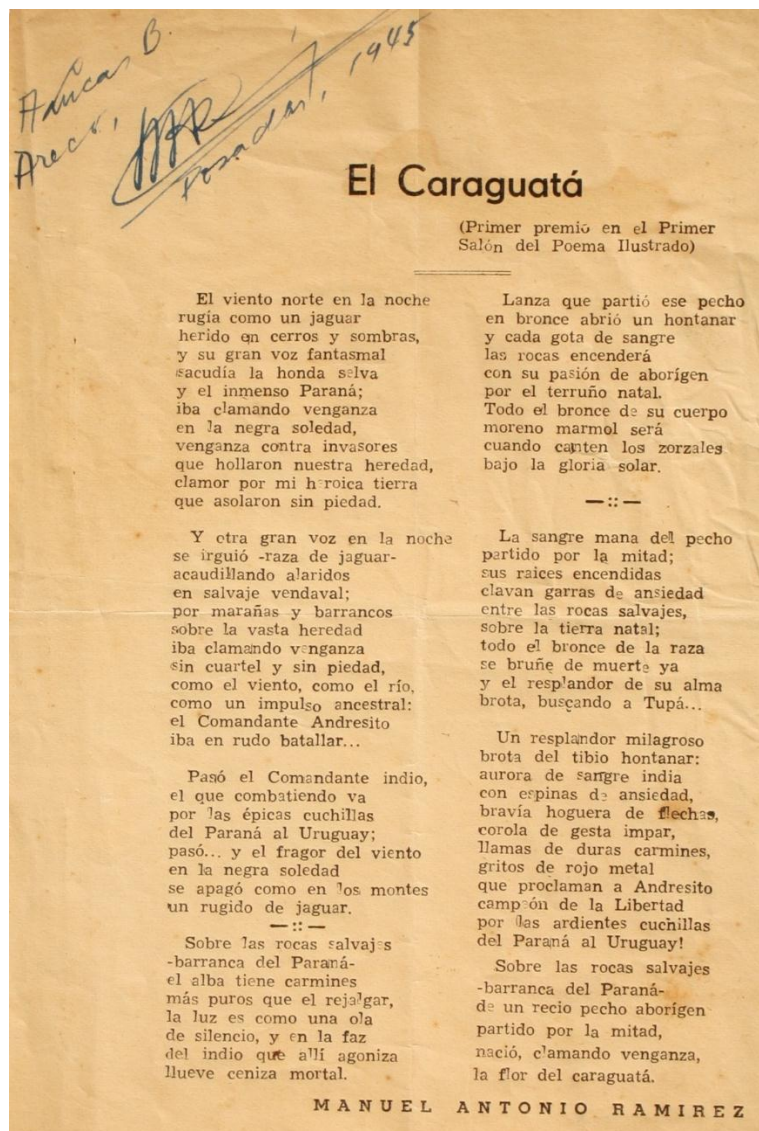 B.
Posadas, 1945
El Caraguatá
(Primer premio en el Primer
Salón del Poema Ilustrado)
El viento norte en la noche
rugía como un jaguar
herido en cerros y sombras,
y su gran voz fantasmal
sacudía la honda selva
y el inmenso Paraná;
iba clamando venganza
en la negra soledad,
venganza contra invasores
que hollaron nuestra heredad,
clamor por mi heroica tierra
que asolaron sin piedad.
Y otra gran voz en la noche
se irguió -raza de jaguar-
acaudillando alaridos
en salvaje vendaval;
por marañas y barrancos
sobre la vasta heredad
iba clamando venganza
sin cuartel y sin piedad,
como el viento, como el río,
como un impulso ancestral:
el Comandante Andresito
iba en rudo batallar...
Pasó el Comandante indio,
el que combatiendo va
por las épicas cuchillas
del Paraná al Uruguay;
pasó... y el fragor del viento
en la negra soledad
se apagó como en los montes
un rugido de jaguar.
—::—
Sobre las rocas salvajes
-barranca del Paraná-
el alba tiene carmines
más puros que el rejalgar,
la luz es como una ola
de silencio, y en la faz
del indio que allí agoniza
llueve ceniza mortal.
Lanza que partió ese pecho
en bronce abrió un hontanar
y cada gota de sangre
las rocas encenderá
con su pasión de aborígen
por el terruño natal.
Todo el bronce de su cuerpo
moreno marmol será
cuando canten los zorzales
bajo la gloria solar.
—::—
La sangre mana del pecho
partido por la mitad;
sus raices encendidas
clavan garras de ansiedad
entre las rocas salvajes,
sobre la tierra natal;
todo el bronce de la raza
se bruñe de muerte ya
y el resplandor de su alma
brota, buscando a Tupá...
Un resplandor milagroso
brota del tibio hontanar:
aurora de sangre india
con espinas de ansiedad,
bravía hoguera de flechas,
corola de gesta impar,
llamas de duras carmines,
gritos de rojo metal
que proclaman a Andresito
campeón de la Libertad
por las ardientes cuchillas
del Paraná al Uruguay!
Sobre las rocas salvajes
-barranca del Paraná-
de un recio pecho aborígen
partido por la mitad,
nació, clamando venganza,
la flor del caraguatá.
MANUEL ANTONIO RAMIREZ